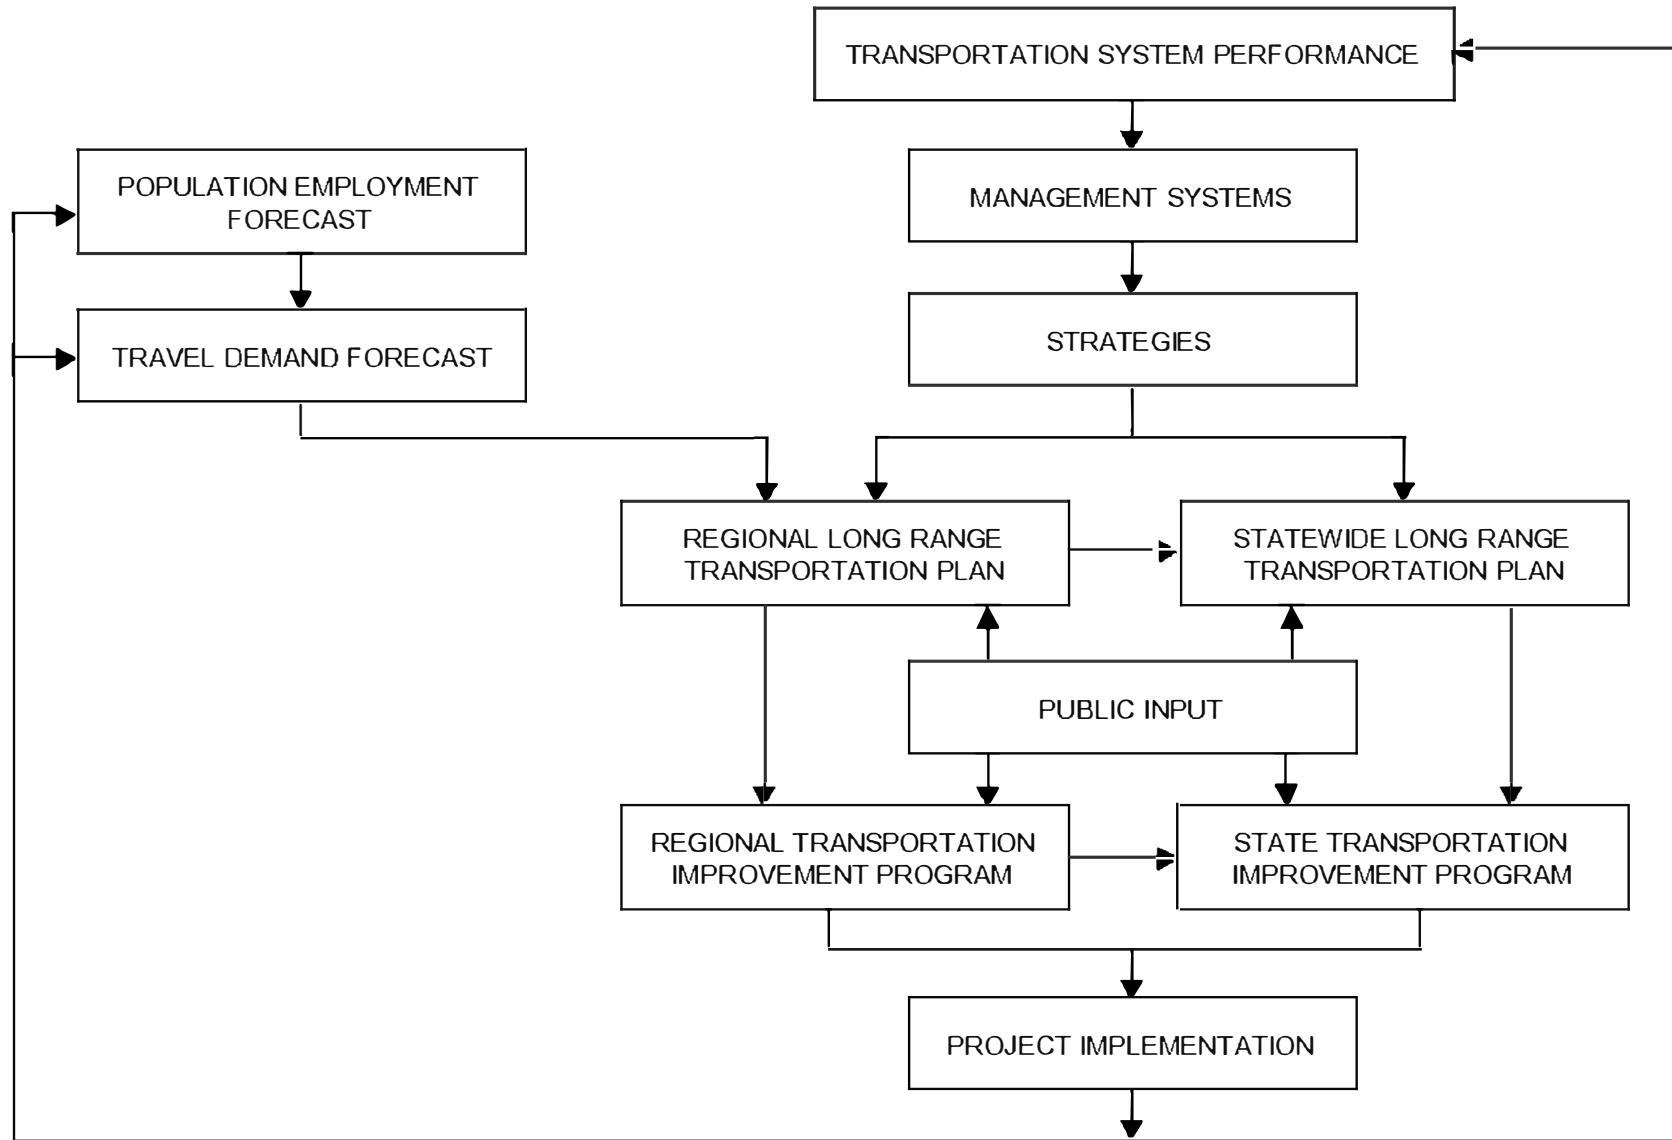 TRANSPORTATION SYSTEM PERFORMANCE
POPULATION EMPLOYMENT
FORECAST
MANAGEMENT SYSTEMS
TRAVEL DEMAND FORECAST
STRATEGIES
REGIONAL LONG RANGE
TRANSPORTATION PLAN
STATEWIDE LONG RANGE
TRANSPORTATION PLAN
PUBLIC INPUT
REGIONAL TRANSPORTATION
IMPROVEMENT PROGRAM
STATE TRANSPORTATION
IMPROVEMENT PROGRAM
PROJECT IMPLEMENTATION